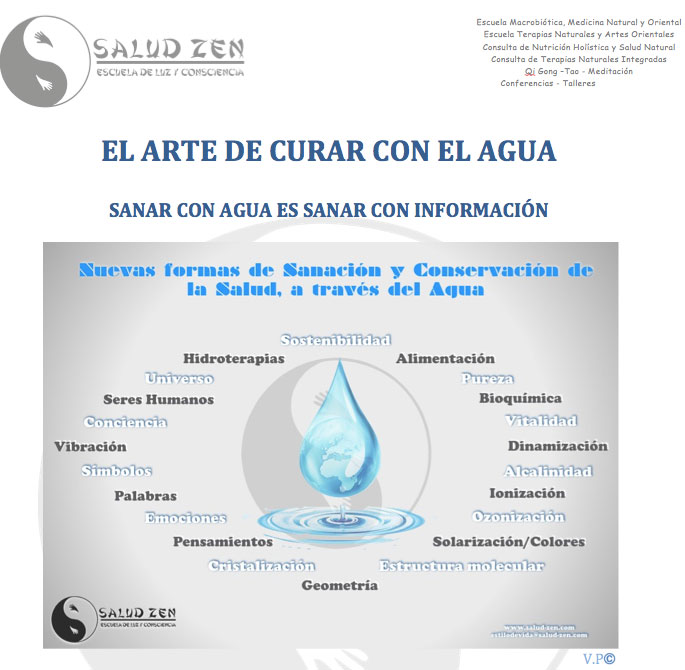 SALUD ZEN
ESCUELA DE LUZ Y CONSCIENCIA
Escuela Macrobiótica, Medicina Natural y Oriental
Escuela Terapias Naturales y Artes Orientales
Consulta de Nutrición Holística y Salud Natural
Consulta de Terapias Naturales Integradas
Qi Gong -Tao - Meditación
Conferencias - Talleres
EL ARTE DE CURAR CON EL AGUA
SANAR CON AGUA ES SANAR CON INFORMACIÓN
Nuevas formas de Sanación y Conservación de
la Salud, a través del Agua
Sostenibilidad
Hidroterapias Alimentación
Universo Pureza
Seres Humanos Bioquímica
Conciencia Vitalidad
Vibración Dinamización
Símbolos Alcalinidad
Palabras Ionización
Emociones Ozonización
Pensamientos Solarización/Colores
Cristalización Estructura molecular
Geometría
SALUD ZEN
ESCUELA DE LUZ Y CONSCIENCIA
www.salud-zen.com
estilodevida@salud-zen.com
V.P©